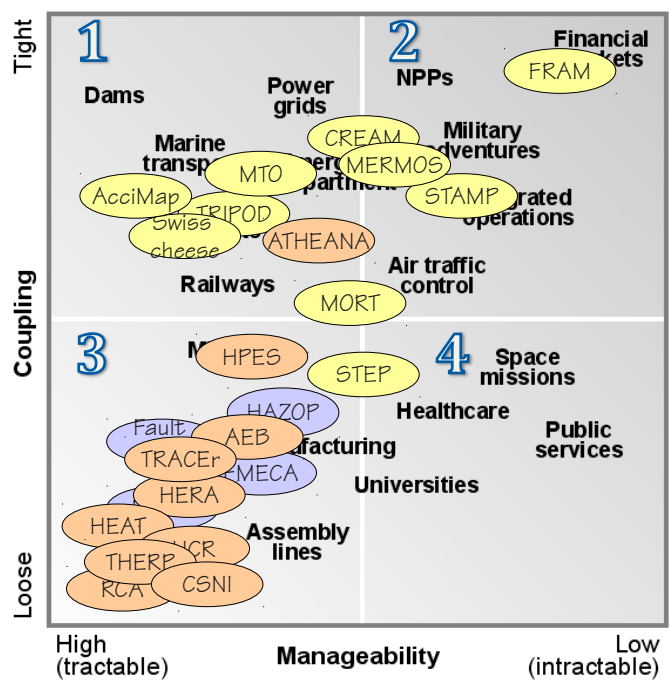 Tight
1
2
Financial
FRAM
NPPs
Dams
Power
grids
CREAM
Military
Marine
MTO
MERMOS
AcciMap
STAMP
TRIPOD
operations
Swiss
cheese
ATHEANA
Air traffic
control
Railways
MORT
Coupling
3
4
HPES
STEP
Space
missions
HAZOP
Healthcare
Fault
AEB
Public
services
TRACEr
FMECA
Universities
HERA
HEAT
Assembly
lines
THERP
RCA
CSNI
Loose
High
(tractable)
Manageability
Low
(intractable)